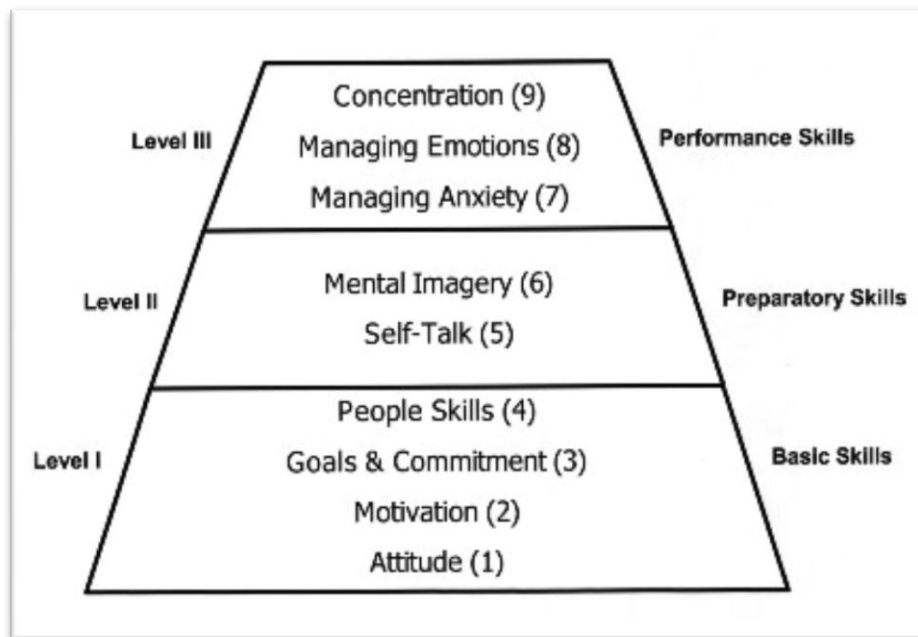 Concentration (9)
Level III
Managing Emotions (8)
Performance Skills
Managing Anxiety (7)
Mental Imagery (6)
Level II
Preparatory Skills
Self-Talk (5)
People Skills (4)
Level I
Goals & Commitment (3)
Basic Skills
Motivation (2)
Attitude (1)